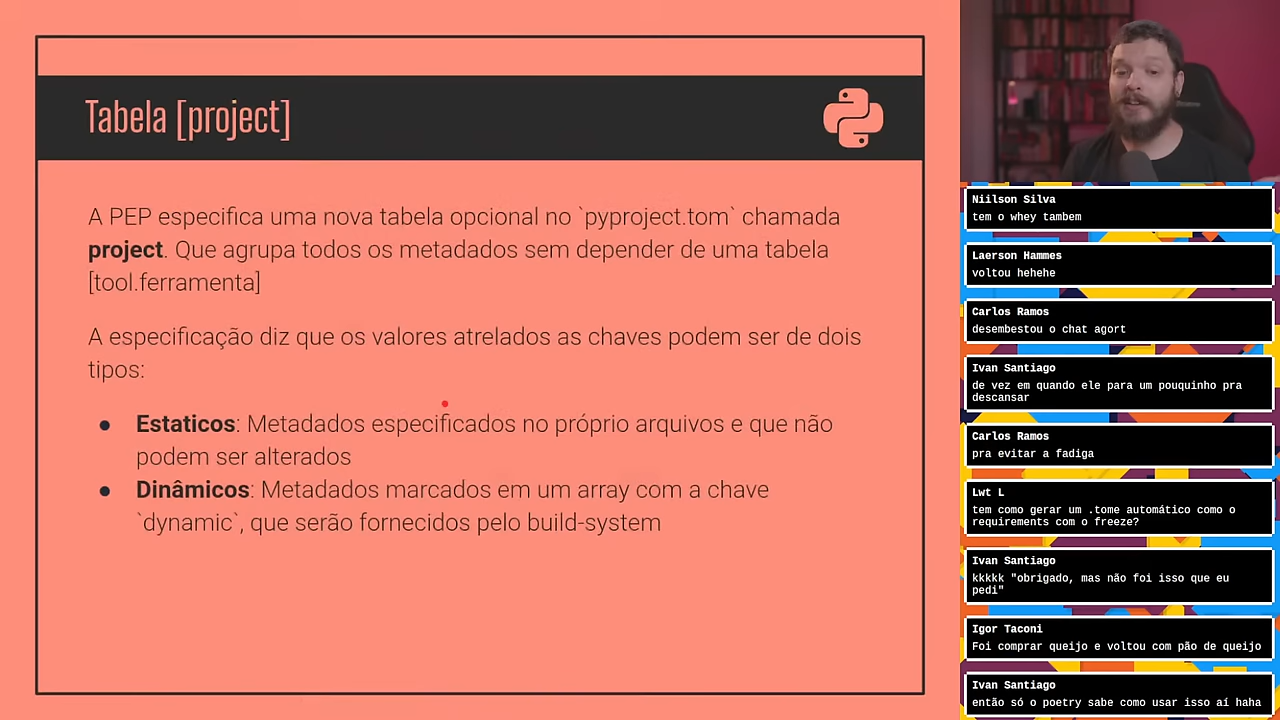 Tabela [project]
A PEP especifica uma nova tabela opcional no `pyproject.tom` chamada
project. Que agrupa todos os metadados sem depender de uma tabela
[tool.ferramenta]
A especificação diz que os valores atrelados as chaves podem ser de dois
tipos:
● Estaticos: Metadados especificados no próprio arquivos e que não
podem ser alterados
● Dinâmicos: Metadados marcados em um array com a chave
`dynamic`, que serão fornecidos pelo build-system
Niilson Silva
tem o whey tambem
Laerson Hammes
voltou hehehe
Carlos Ramos
desembestou o chat agort
Ivan Santiago
de vez em quando ele para um pouquinho pra
descansar
Carlos Ramos
pra evitar a fadiga
Lwt L
tem como gerar um .tome automático como o
requirements com o freeze?
Ivan Santiago
kkkkk "obrigado, mas não foi isso que eu
pedi"
Igor Taconi
Foi comprar queijo e voltou com pão de queijo
Ivan Santiago
então só o poetry sabe como usar isso aí haha